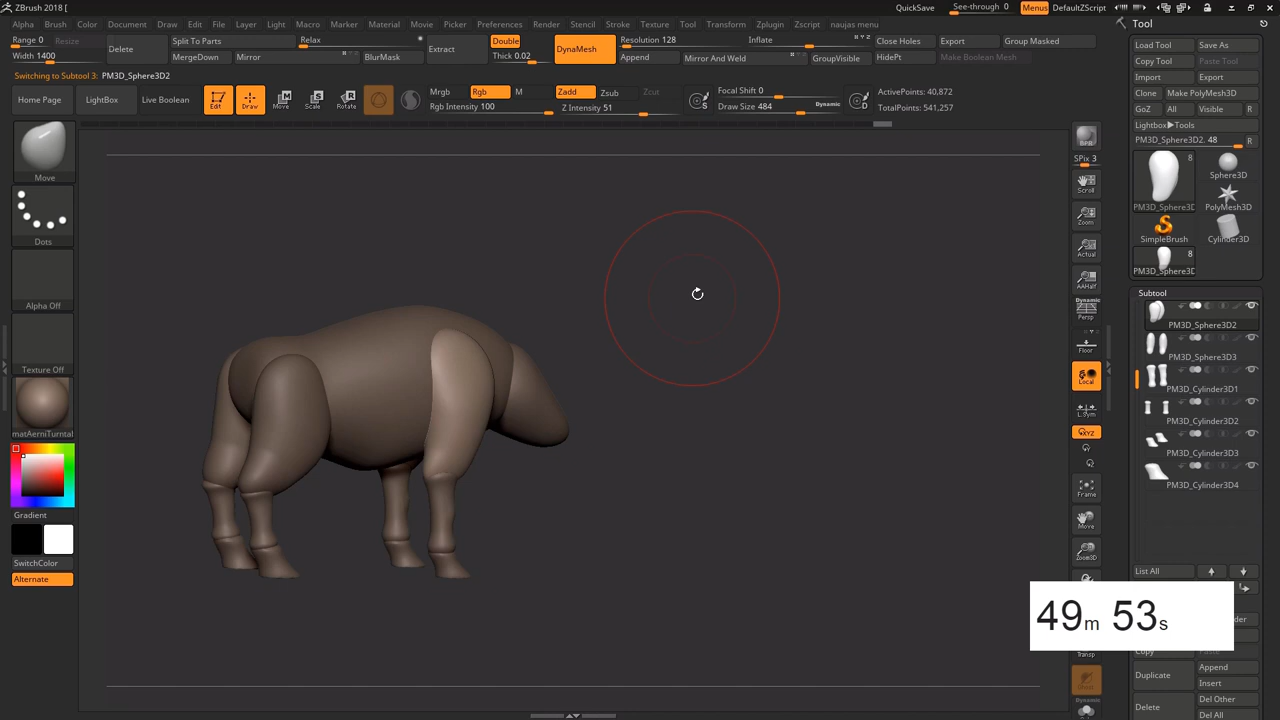 ZBrush 2018 [
QuickSave
See-through 0
Menus
DefaultZScript
Alpha Brush Color Document Draw Edit File Layer Light Macro Marker Material Movie Picker Preferences Render Stencil Stroke Texture Tool Transform Zplugin Zscript naujas menu
Tool
Range 0 Resize
Width 1400
Delete
Split To Parts
MergeDown
Relax
Mirror
BlurMask
Extract
Double
Thick 0.02
DynaMesh
Resolution 128
Append
Inflate
Mirror And Weld
Close Holes
GroupVisible
Export
HidePt
Group Masked
Make Boolean Mesh
Switching to Subtool 3: PM3D_Sphere3D2
Home Page
LightBox
Live Boolean
Edit
Draw
Move
Scale
Rotate
Mrgb
Rgb
M
Rgb Intensity 100
Zadd
Zsub
Zcut
Z Intensity 51
Focal Shift 0
Draw Size 484
Dynamic
ActivePoints: 40,872
TotalPoints: 541,257
Move
Dots
Alpha Off
Texture Off
matAerniTurntal
Gradient
SwitchColor
Alternate
BPR
SPix 3
Scroll
Zoom
Actual
AAHalf
Dynamic
Persp
Floor
Local
L.Sym
XYZ
Frame
Move
Zoom3D
Transp
Dynamic
Load Tool
Save As
Copy Tool
Paste Tool
Import
Export
Clone
Make PolyMesh3D
GoZ
All
Visible
R
Lightbox▶Tools
PM3D_Sphere3D2. 48
R
8
PM3D_Sphere3D
Sphere3D
PolyMesh3D
SimpleBrush
Cylinder3D
8
PM3D_Sphere3D
Subtool
PM3D_Sphere3D2
PM3D_Sphere3D3
PM3D_Cylinder3D1
PM3D_Cylinder3D2
PM3D_Cylinder3D3
PM3D_Cylinder3D4
List All
49m 53s
Copy
Paste
Duplicate
Append
Insert
Delete
Del Other
Del All